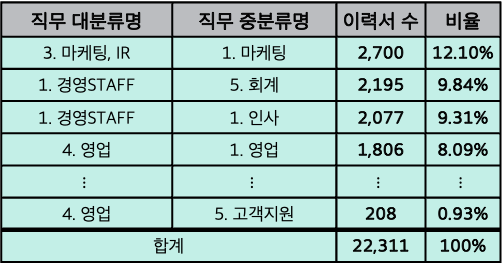 직무 대분류명 직무 중분류명 이력서 수 비율
3. 마케팅, IR 1. 마케팅 2,700 12.10%
1. 경영STAFF 5. 회계 2,195 9.84%
1. 경영STAFF 1. 인사 2,077 9.31%
4. 영업 1. 영업 1,806 8.09%
⋮ ⋮ ⋮ ⋮
4. 영업 5. 고객지원 208 0.93%
합계 22,311 100%